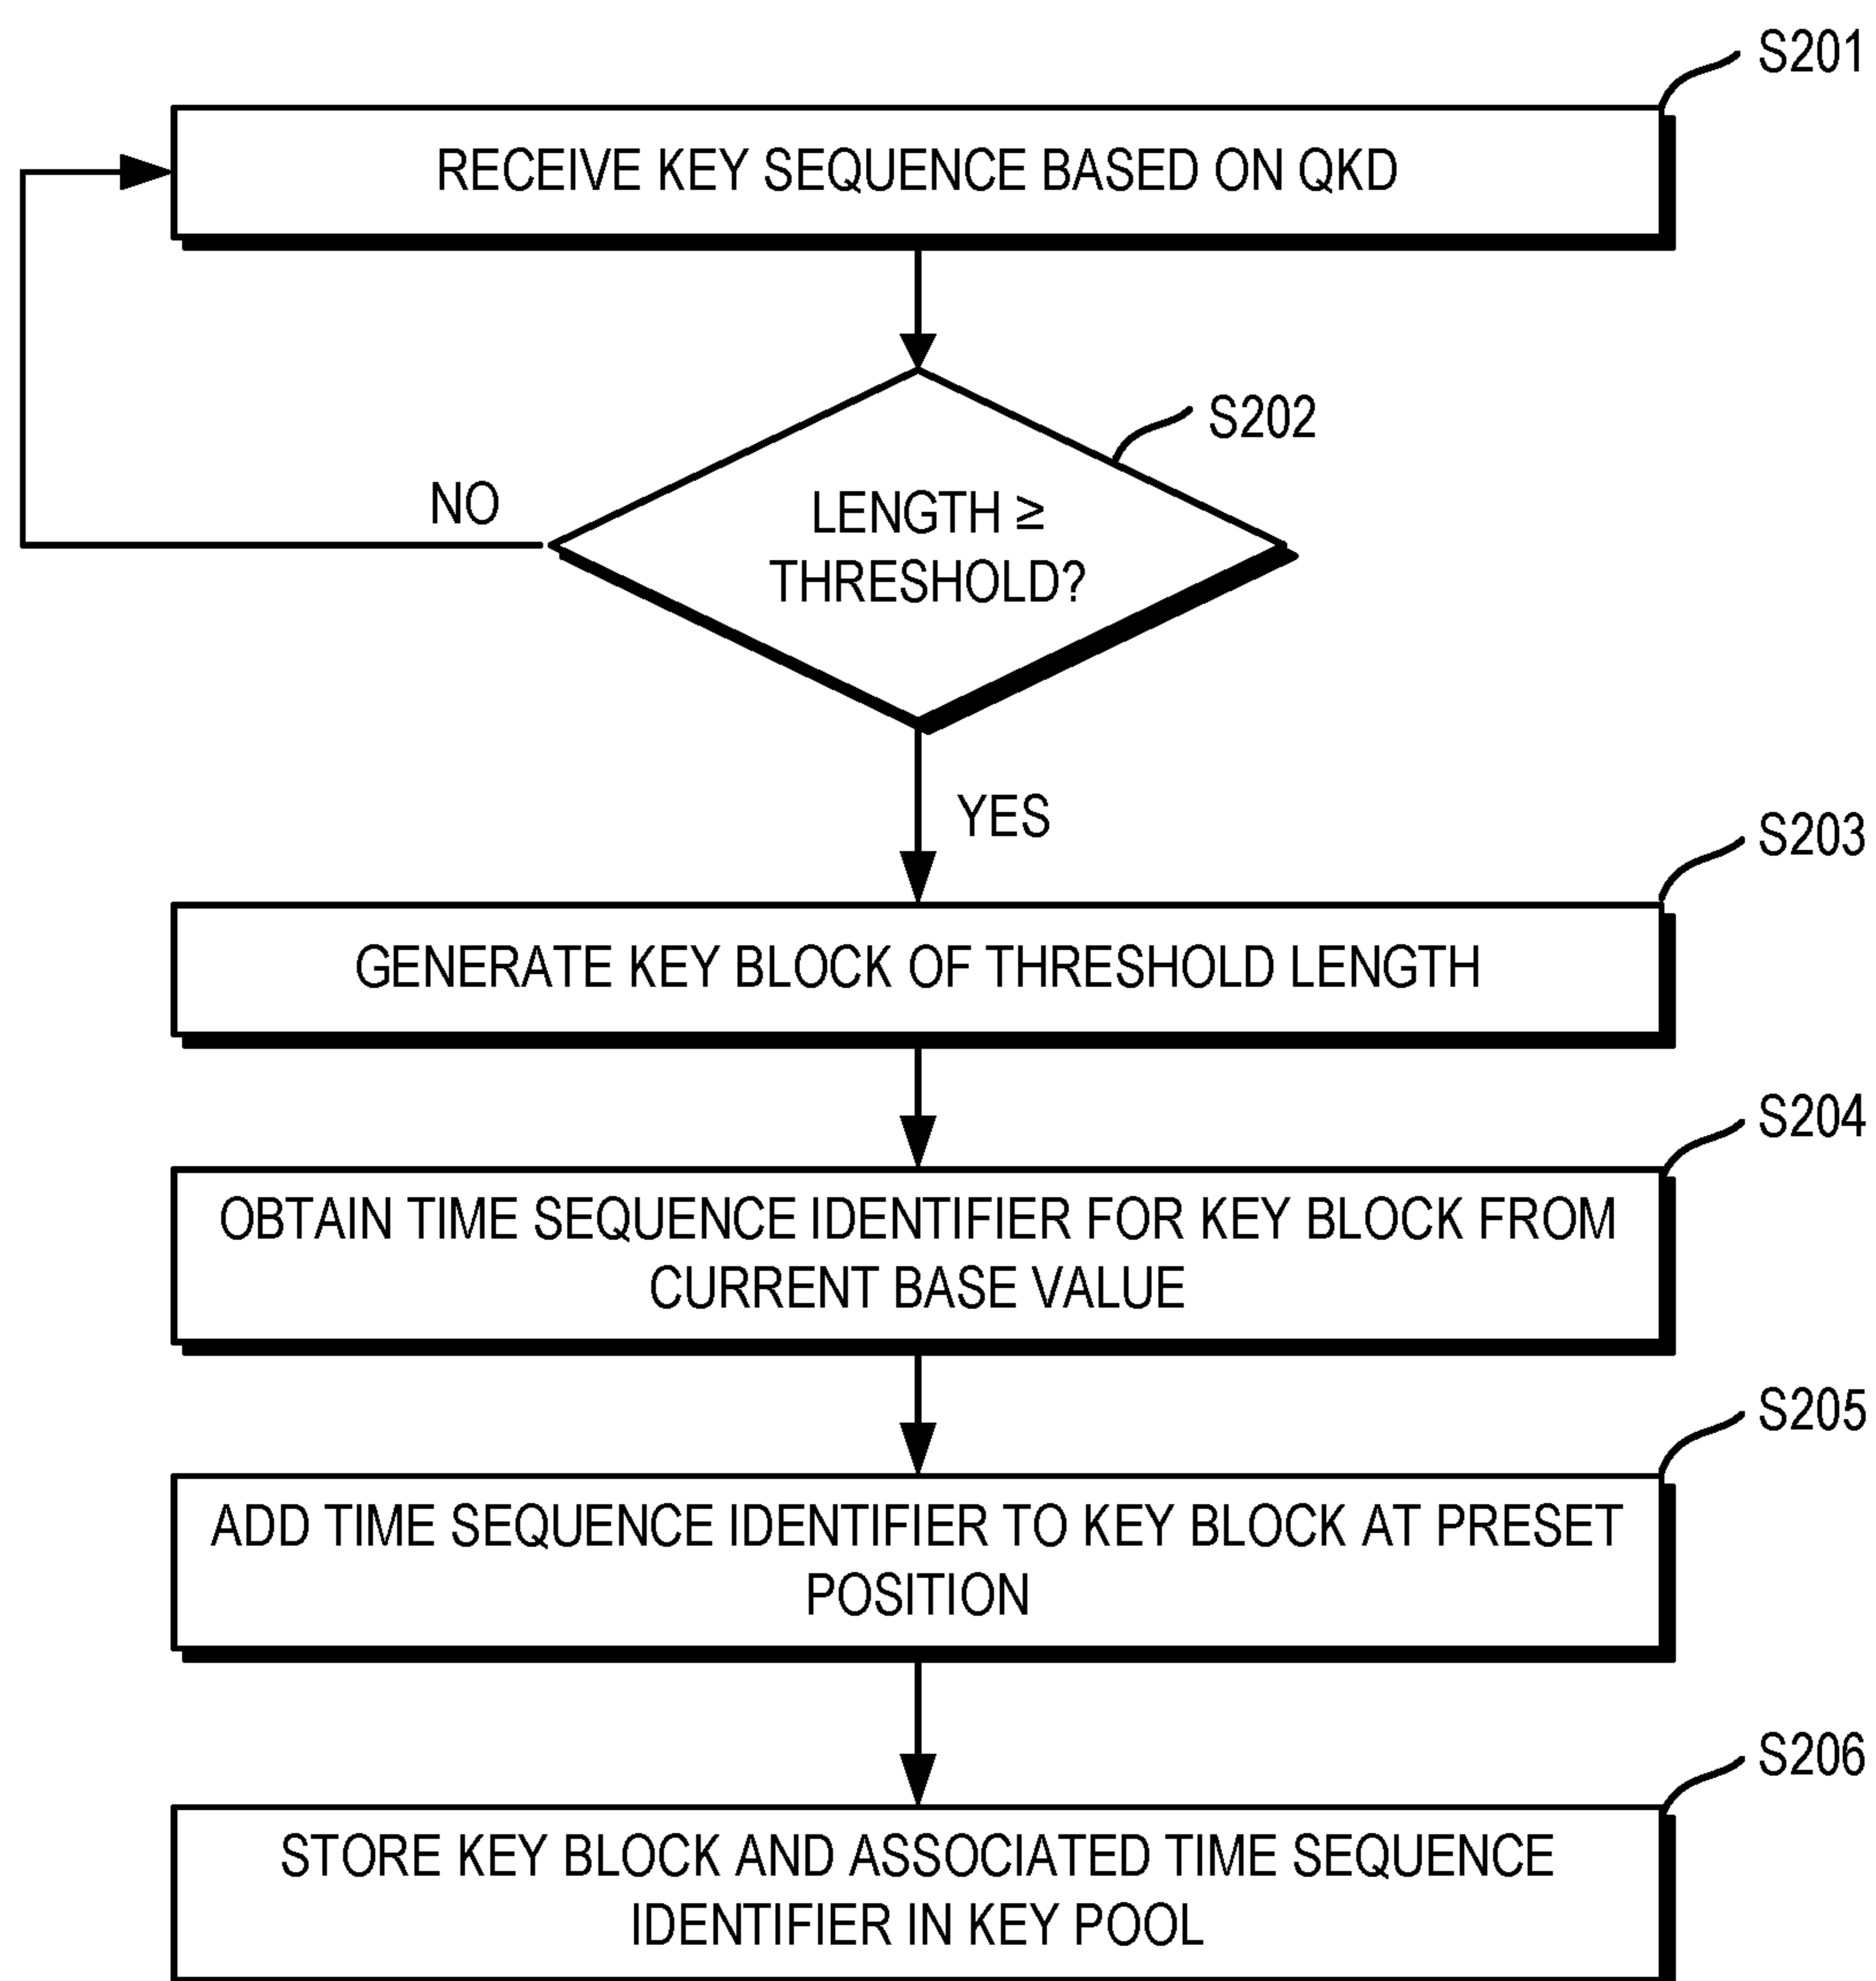 S201
RECEIVE KEY SEQUENCE BASED ON QKD
S202
NO
LENGTH ≥
THRESHOLD?
YES
S203
GENERATE KEY BLOCK OF THRESHOLD LENGTH
S204
OBTAIN TIME SEQUENCE IDENTIFIER FOR KEY BLOCK FROM
CURRENT BASE VALUE
S205
ADD TIME SEQUENCE IDENTIFIER TO KEY BLOCK AT PRESET
POSITION
S206
STORE KEY BLOCK AND ASSOCIATED TIME SEQUENCE
IDENTIFIER IN KEY POOL